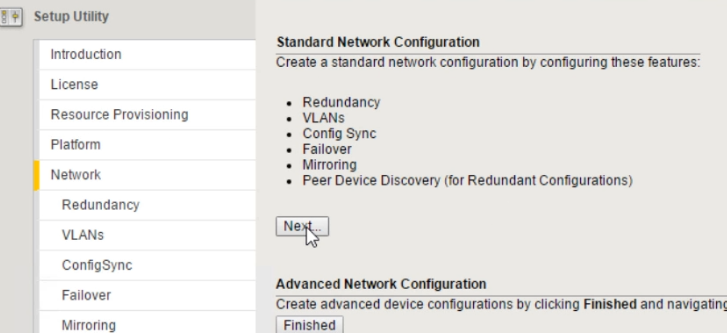 Setup Utility
Introduction
License
Resource Provisioning
Platform
Network
Redundancy
VLANs
ConfigSync
Failover
Mirroring
Standard Network Configuration
Create a standard network configuration by configuring these features:
Redundancy
VLANs
Config Sync
Failover
Mirroring
Peer Device Discovery (for Redundant Configurations)
Next...
Advanced Network Configuration
Create advanced device configurations by clicking Finished and navigating
Finished